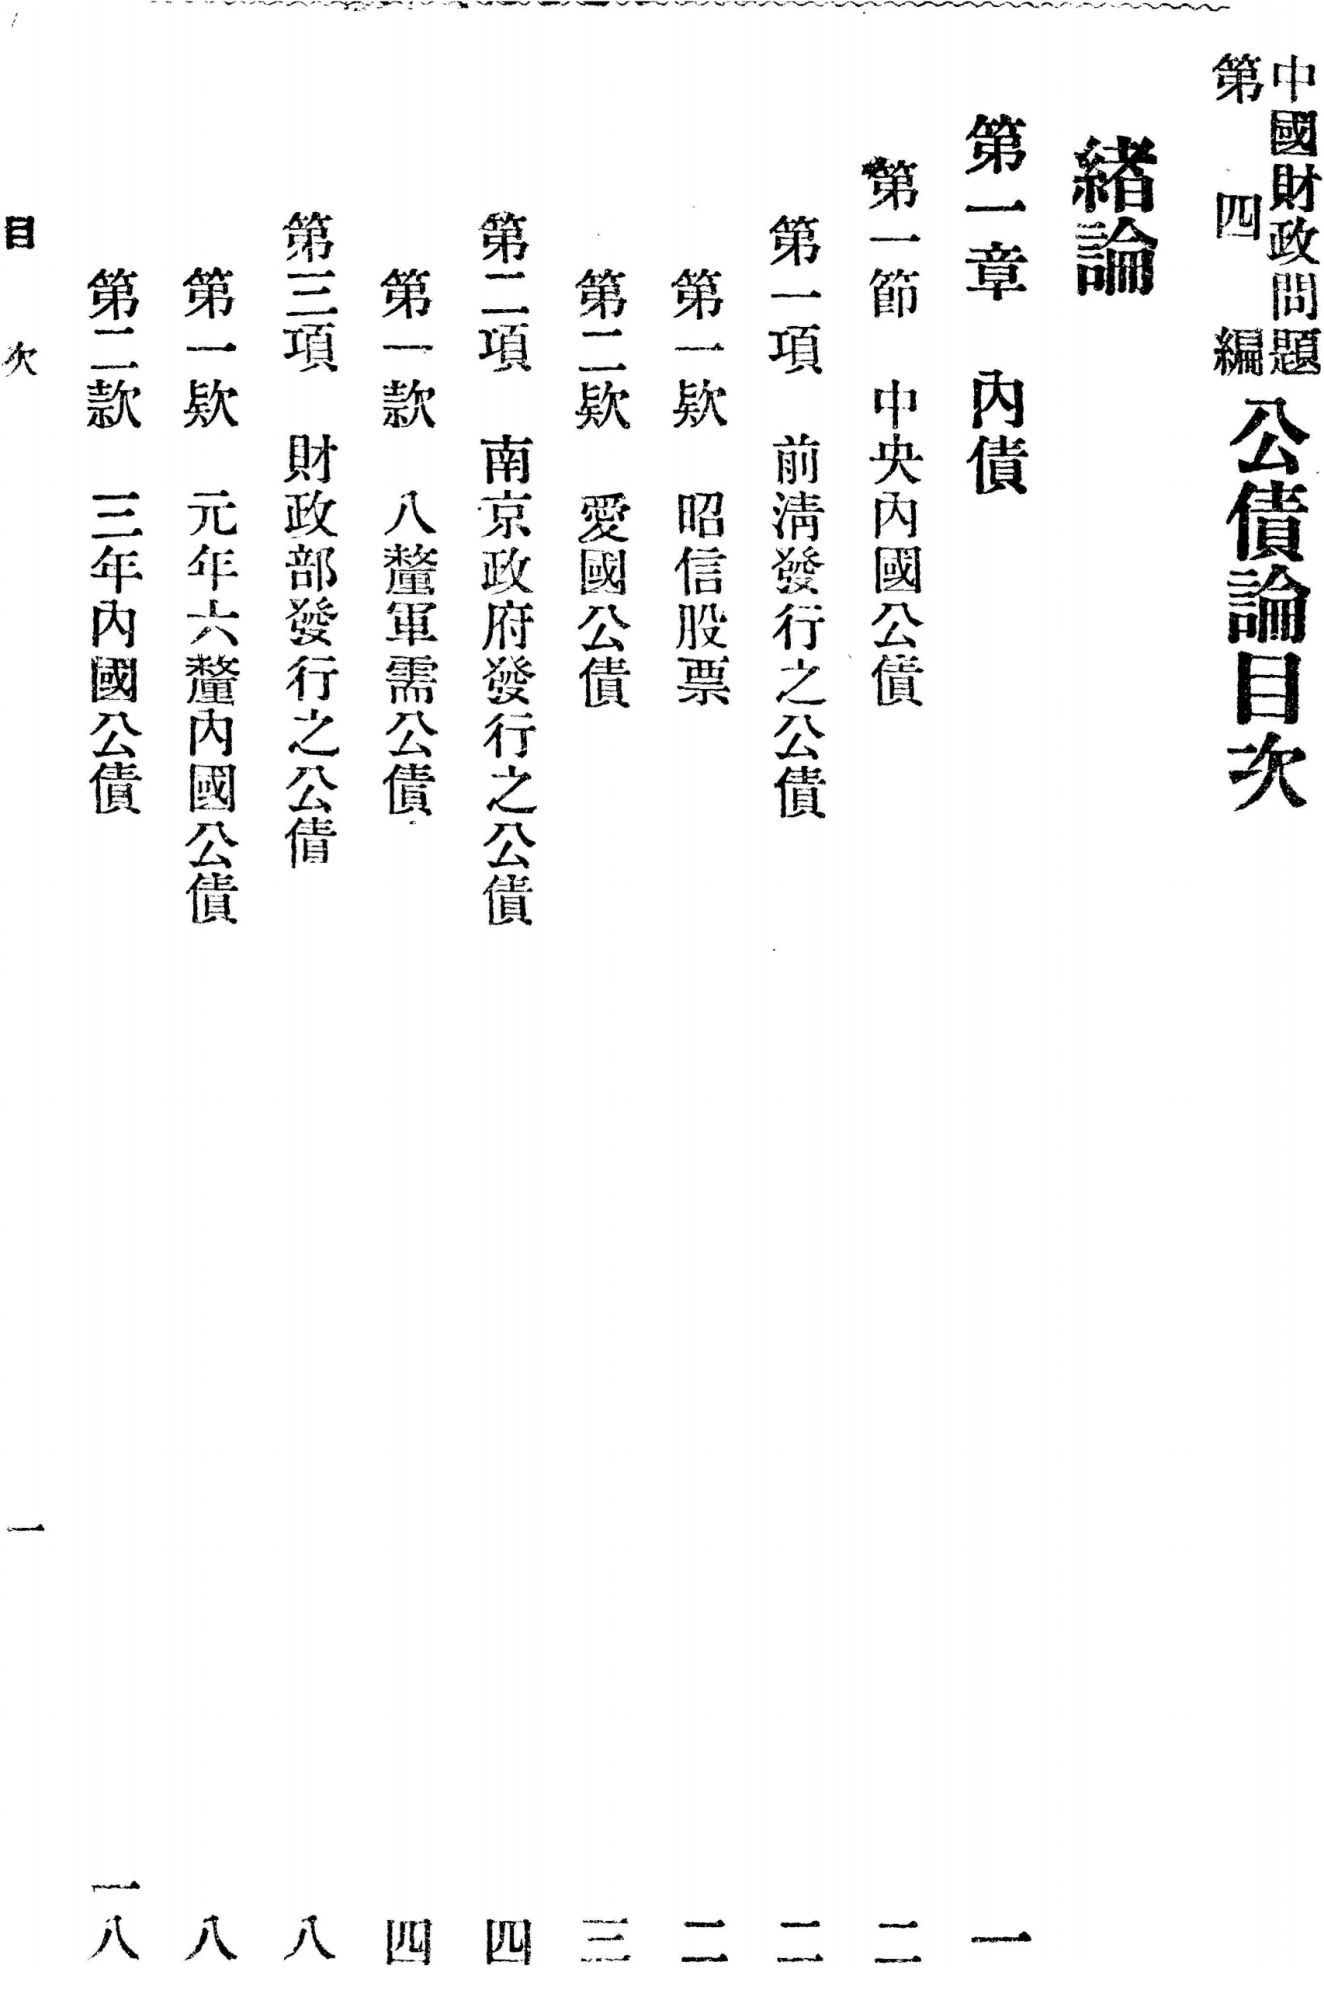 中國財政問題
第四編
公債論目次
緒論
第一章　內債　一
第一節　中央內國公債　二
第一項　前清發行之公債　二
第一欵　昭信股票　二
第二欵　愛國公債　三
第二項　南京政府發行之公債　四
第一款　八釐軍需公債　四
第三項　財政部發行之公債　八
第一欵　元年六釐內國公債　八
第二款　三年內國公債　一八
目次　一